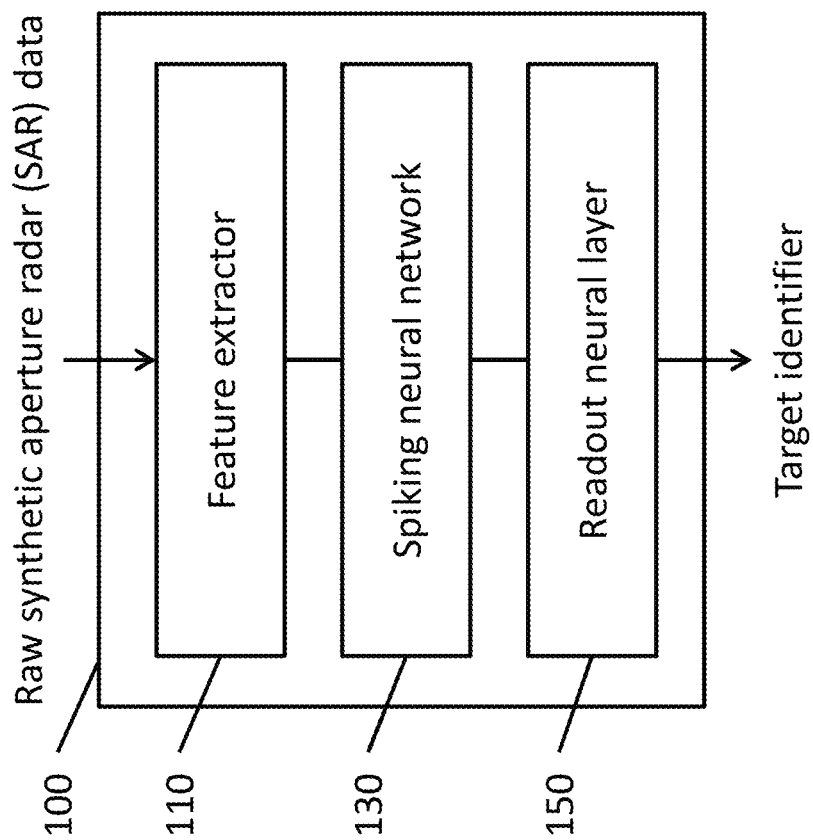 Raw synthetic aperture radar (SAR) data
100
110
Feature extractor
130
Spiking neural network
150
Readout neural layer
Target identifier